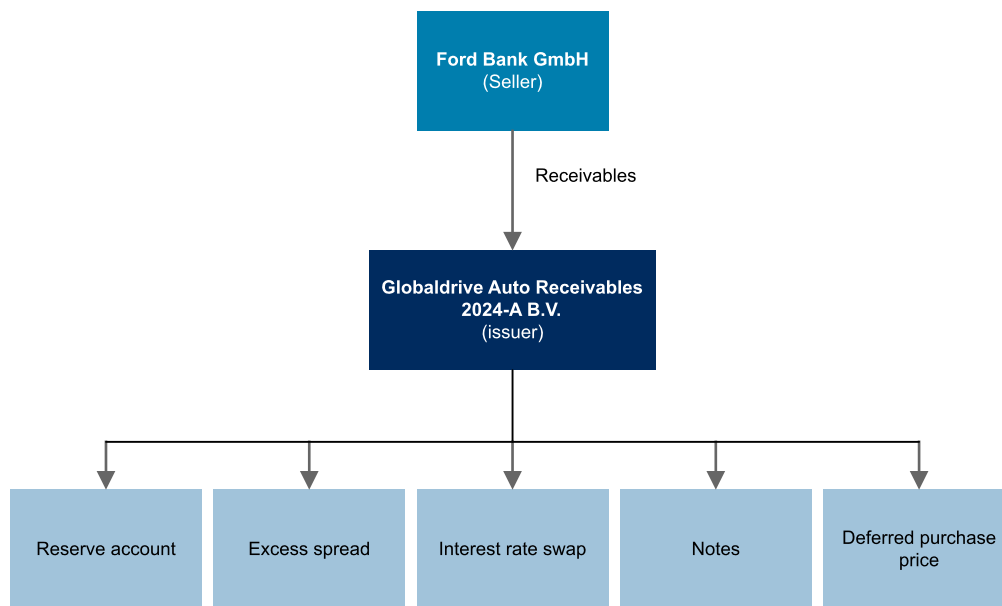 Ford Bank GmbH
(Seller)
Receivables
Globaldrive Auto Receivables
2024-A B.V.
(issuer)
Reserve account
Excess spread
Interest rate swap
Notes
Deferred purchase
price